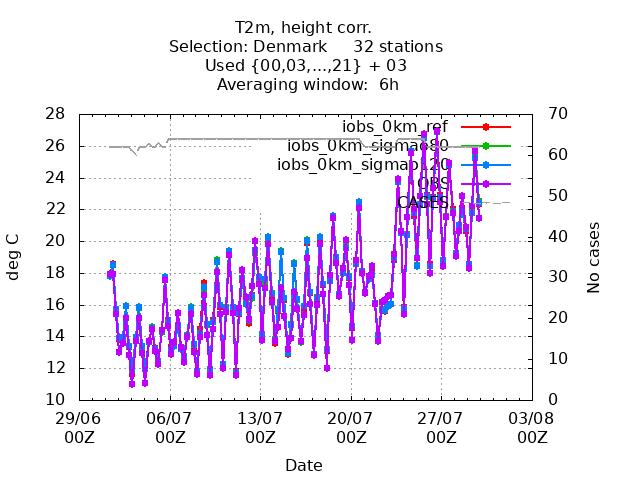 T2m, height corr.
Selection: Denmark 32 stations
Used {00,03,...,21} + 03
Averaging window: 6h
28 70
26 60
24 50
22 40
20 30
18 20
16 10
14 0
12
10
deg C
No cases
iobs_0km_ref
iobs_0km_sigmao80
iobs_0km_sigmap120
OBS
CASES
29/06 06/07 13/07 20/07 27/07 03/08
00Z 00Z 00Z 00Z 00Z 00Z
Date